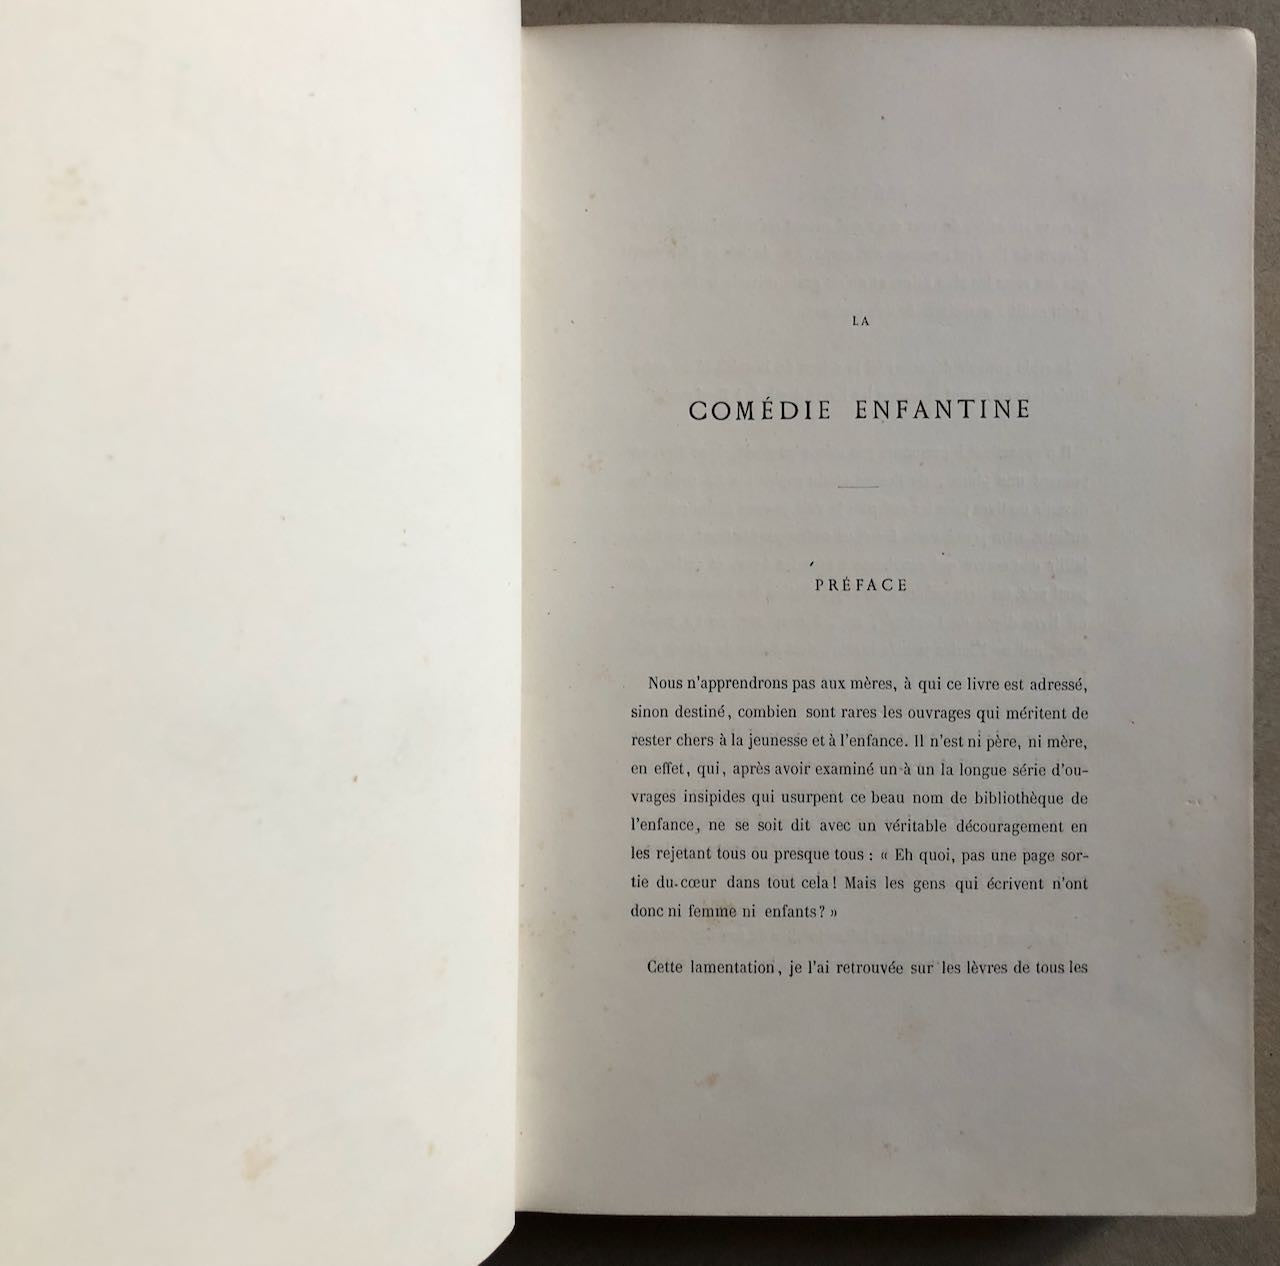 LA
COMÉDIE ENFANTINE
PRÉFACE
Nous n'apprendrons pas aux mères, à qui ce livre est adressé,
sinon destiné, combien sont rares les ouvrages qui méritent de
rester chers à la jeunesse et à l'enfance. Il n'est ni père, ni mère,
en effet, qui, après avoir examiné un à un la longue série d'ou-
vrages insipides qui usurpent ce beau nom de bibliothèque de
l'enfance, ne se soit dit avec un véritable découragement en
les rejetant tous ou presque tous : « Eh quoi, pas une page sor-
tie du cœur dans tout cela! Mais les gens qui écrivent n'ont
donc ni femme ni enfants? »
Cette lamentation, je l'ai retrouvée sur les lèvres de tous les